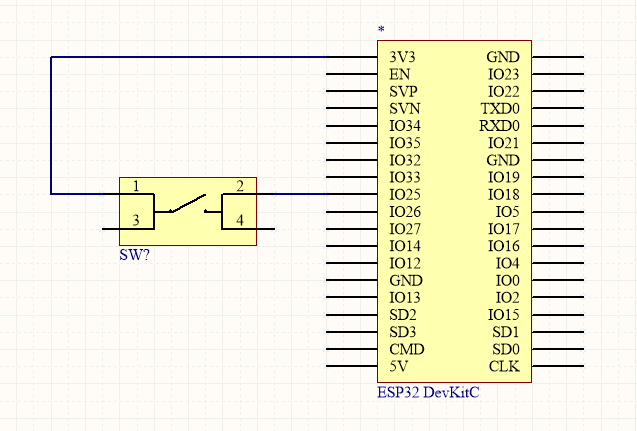 *
3V3 GND
EN IO23
SVP IO22
SVN TXD0
IO34 RXD0
IO35 IO21
IO32 GND
IO33 IO19
1 2 IO25 IO18
IO26 IO5
3 4 IO27 IO17
IO14 IO16
SW? IO12 IO4
GND IO0
IO13 IO2
SD2 IO15
SD3 SD1
CMD SD0
5V CLK
ESP32 DevKitC